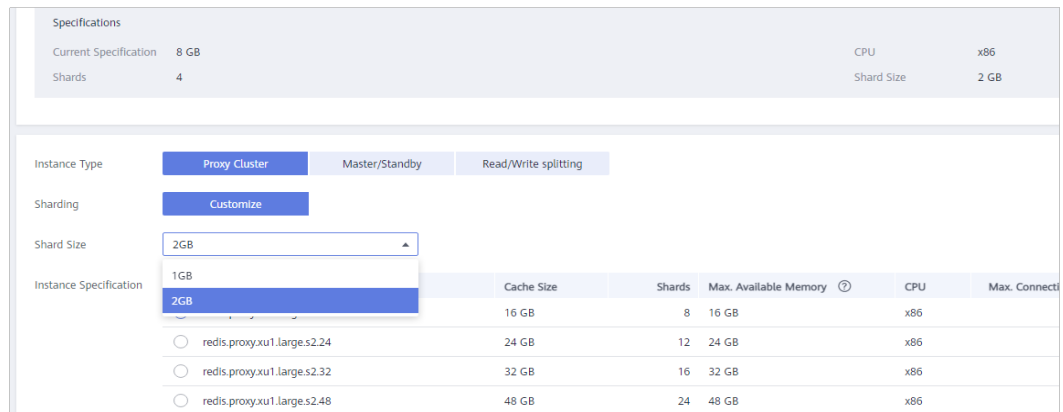 Specifications
Current Specification 8 GB CPU x86
Shards 4 Shard Size 2 GB
Instance Type Proxy Cluster Master/Standby Read/Write splitting
Sharding Customize
Shard Size 2GB
1GB
Instance Specification Cache Size Shards Max. Available Memory ? CPU Max. Connecti
2GB
16 GB 8 16 GB x86
redis.proxy.xu1.large.s2.24 24 GB 12 24 GB x86
redis.proxy.xu1.large.s2.32 32 GB 16 32 GB x86
redis.proxy.xu1.large.s2.48 48 GB 24 48 GB x86